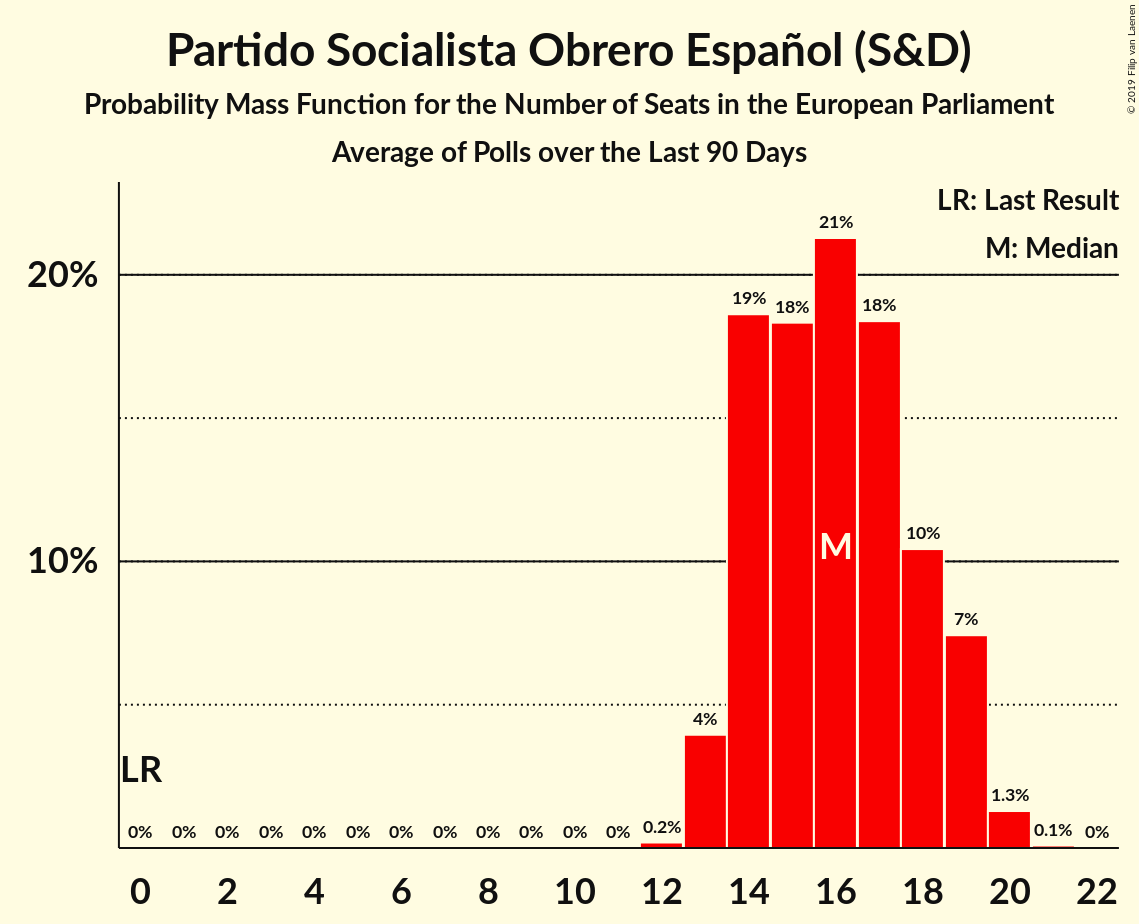 Partido Socialista Obrero Español (S&D)
Probability Mass Function for the Number of Seats in the European Parliament
Average of Polls over the Last 90 Days
© 2019 Filip van Laenen
LR: Last Result
M: Median
20%
10%
LR
M
0% 0% 0% 0% 0% 0% 0% 0% 0% 0% 0% 0% 0.2% 4% 19% 18% 21% 18% 10% 7% 1.3% 0.1% 0%
0 2 4 6 8 10 12 14 16 18 20 22